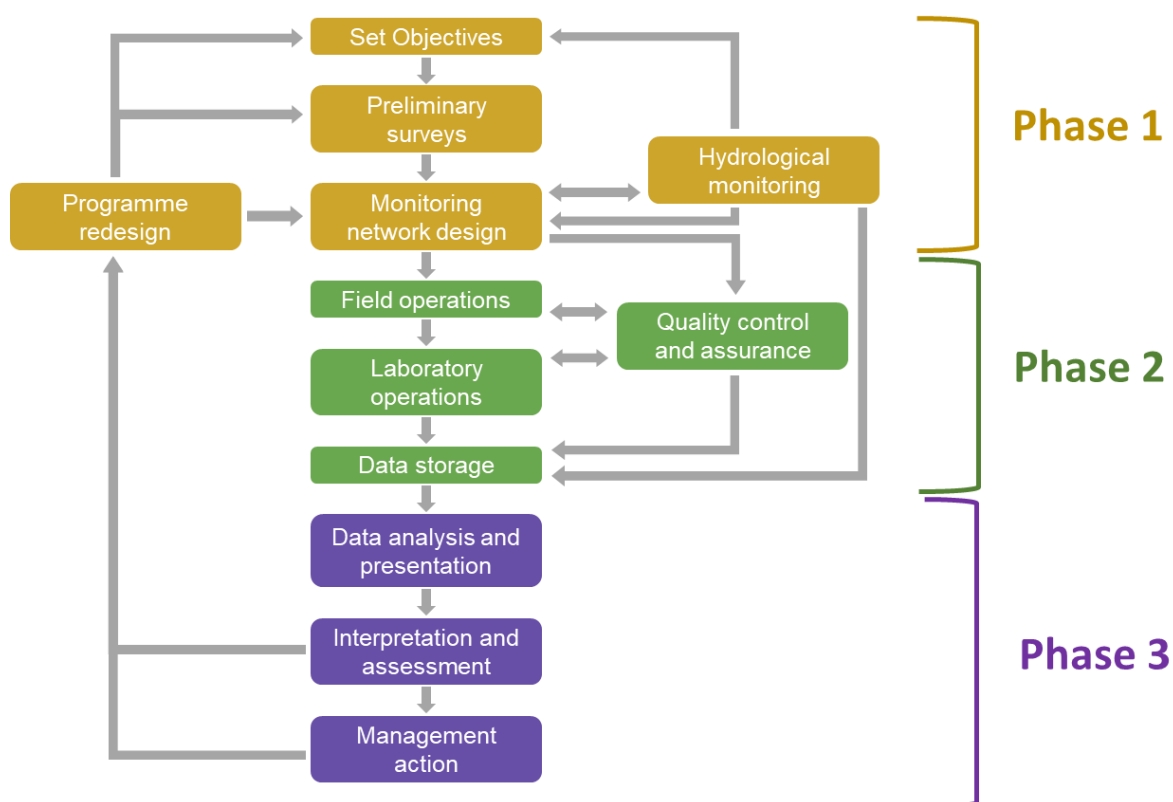 Set Objectives
Preliminary
surveys
Phase 1
Hydrological
monitoring
Programme
redesign
Monitoring
network design
Field operations
Quality control
and assurance
Phase 2
Laboratory
operations
Data storage
Data analysis and
presentation
Interpretation and
assessment
Phase 3
Management
action